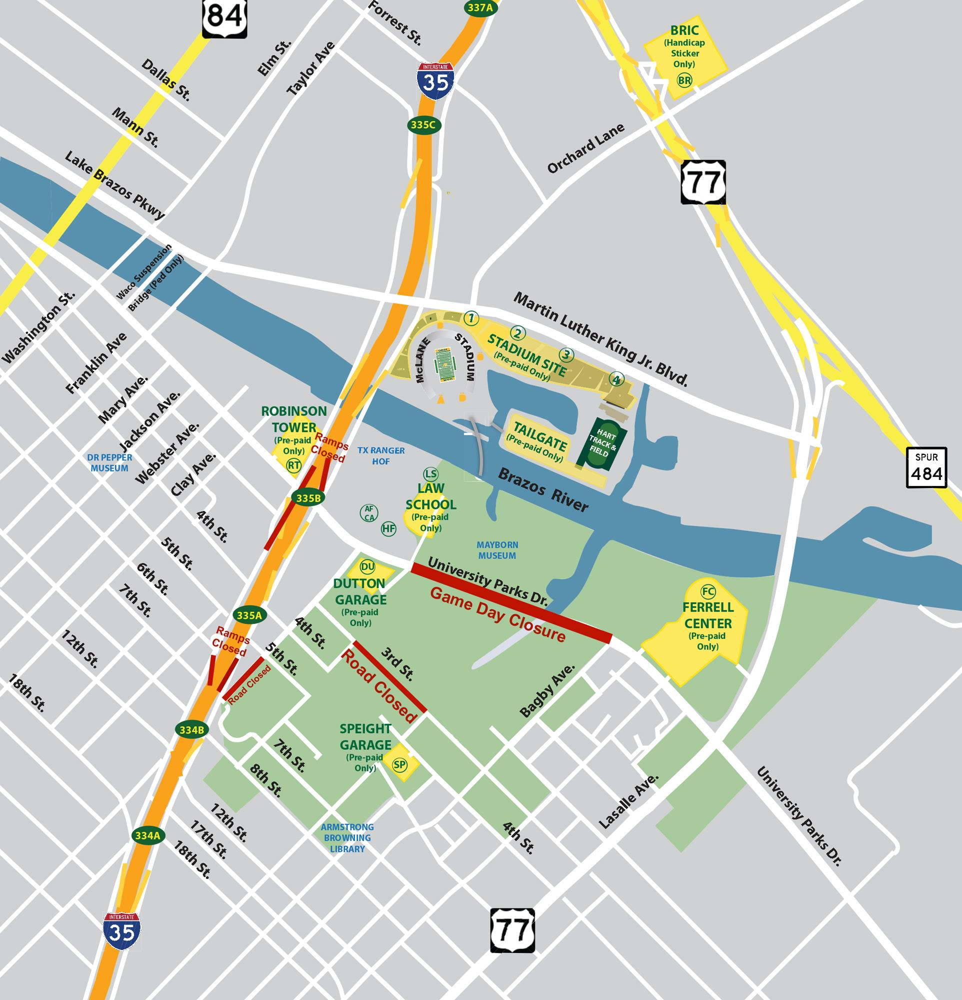 337A
84
Forrest St.
BRIC
(Handicap
Sticker
Only)
BR
Elm St.
Taylor Ave
Dallas St.
INTERSTATE
35
Mann St.
335C
Orchard Lane
Lake Brazos Pkwy
77
Waco Suspension
Bridge (Ped Only)
Washington St.
Martin Luther King Jr. Blvd.
1
2
3
4
STADIUM SITE
(Pre-paid Only)
McLANE
STADIUM
Franklin Ave
Mary Ave.
Jackson Ave.
Webster Ave.
Clay Ave.
ROBINSON
TOWER
(Pre-paid
Only)
RT
Ramps
Closed
TAILGATE
(Pre-paid Only)
HART
TRACK &
FIELD
DR PEPPER
MUSEUM
TX RANGER
HOF
SPUR
484
LS
LAW
SCHOOL
(Pre-paid
Only)
Brazos River
335B
AF
CA
HF
4th St.
5th St.
6th St.
7th St.
MAYBORN
MUSEUM
DU
DUTTON
GARAGE
(Pre-paid
Only)
University Parks Dr.
Game Day Closure
FC
FERRELL
CENTER
(Pre-paid
Only)
335A
Ramps
Closed
12th St.
4th St.
5th St.
3rd St.
Road Closed
Road Closed
18th St.
Bagby Ave.
334B
SPEIGHT
GARAGE
(Pre-paid
Only)
SP
7th St.
8th St.
Lasalle Ave.
University Parks Dr.
12th St.
17th St.
18th St.
334A
ARMSTRONG
BROWNING
LIBRARY
4th St.
INTERSTATE
35
77